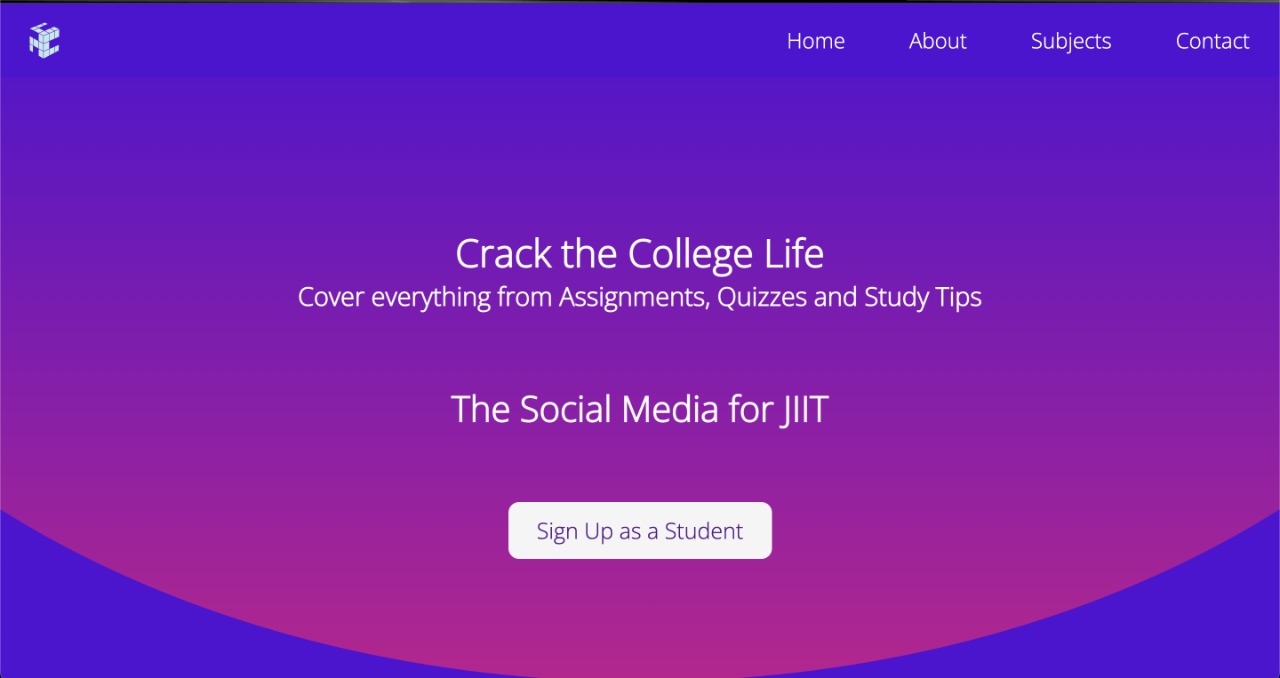 Home About Subjects Contact
Crack the College Life
Cover everything from Assignments, Quizzes and Study Tips
The Social Media for JIIT
Sign Up as a Student